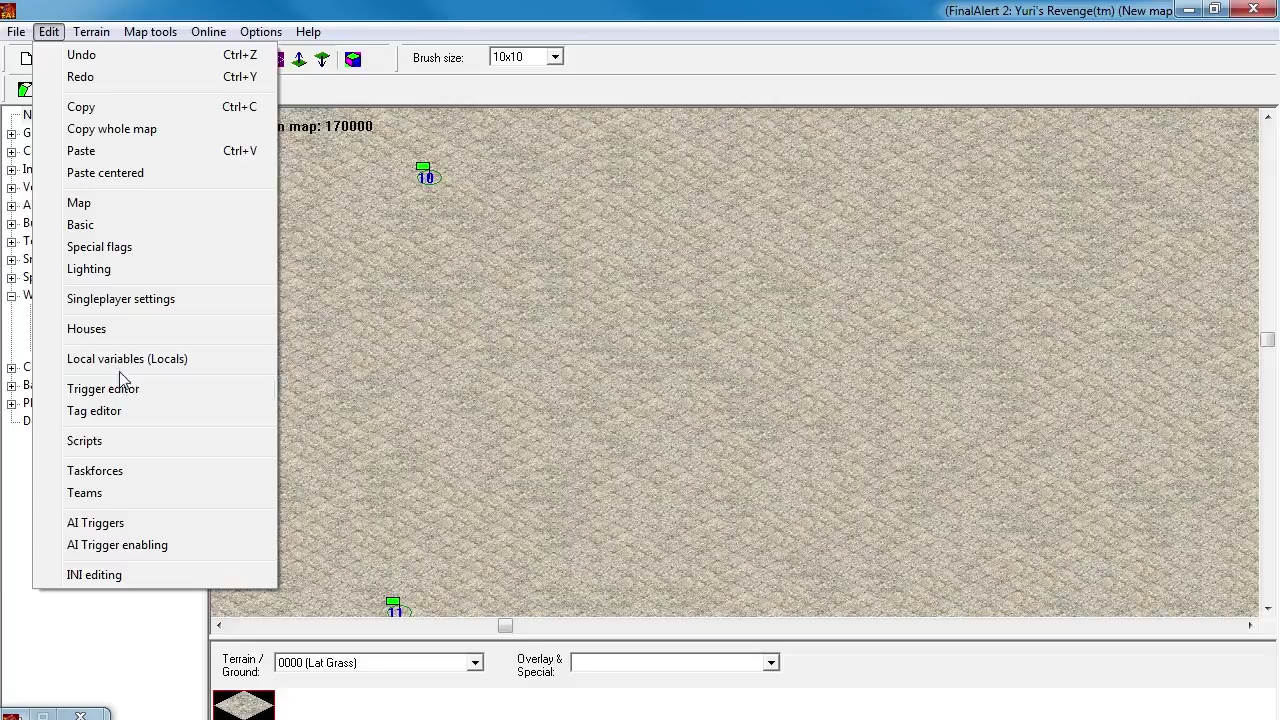 (FinalAlert 2: Yuri's Revenge(tm) (New map
File Edit Terrain Map tools Online Options Help
Brush size: 10x10
Undo Ctrl+Z
Redo Ctrl+Y
Copy Ctrl+C
Copy whole map
Paste Ctrl+V
Paste centered
Map
Basic
Special flags
Lighting
Singleplayer settings
Houses
Local variables (Locals)
Trigger editor
Tag editor
Scripts
Taskforces
Teams
AI Triggers
AI Trigger enabling
INI editing
n map: 170000
10
11
Terrain / Ground: 0000 (Lat Grass)
Overlay & Special: